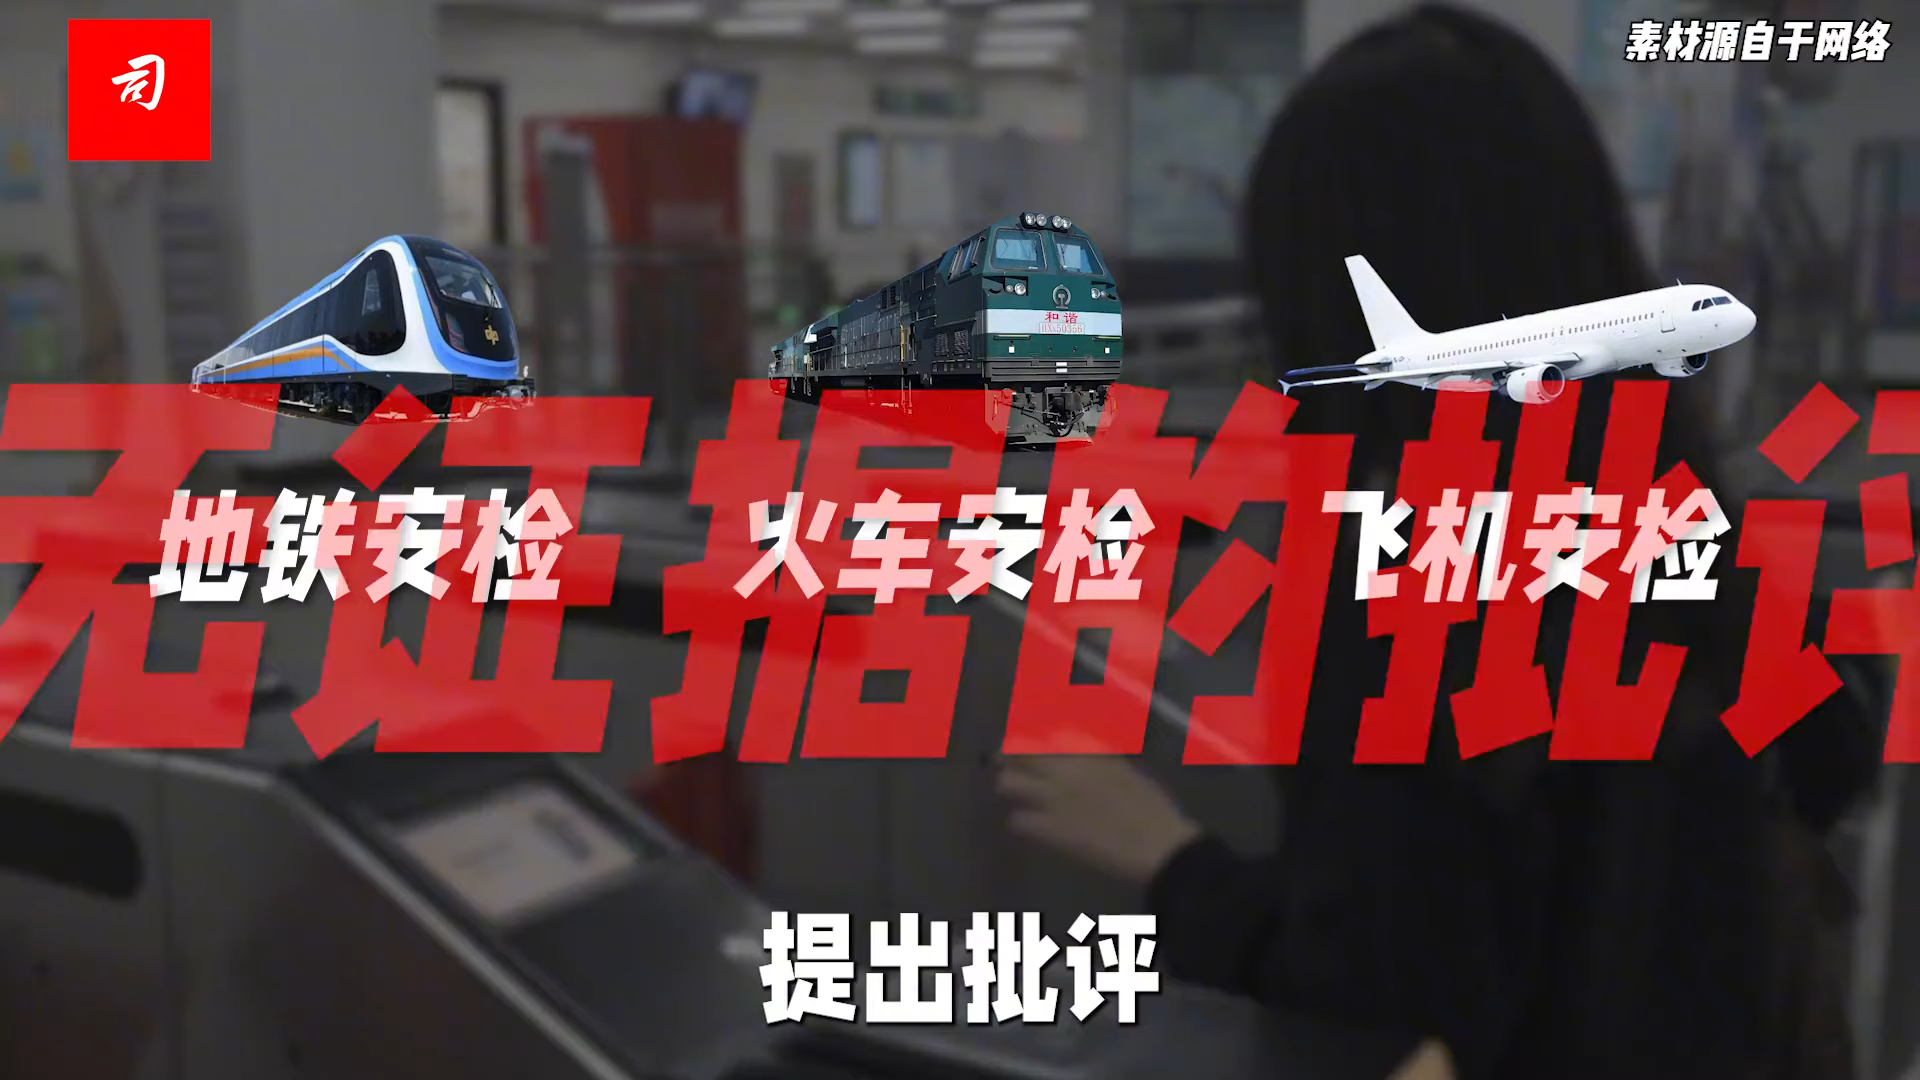 司
素材源自于网络
和谐
无证据的批评
地铁安检 火车安检 飞机安检
提出批评